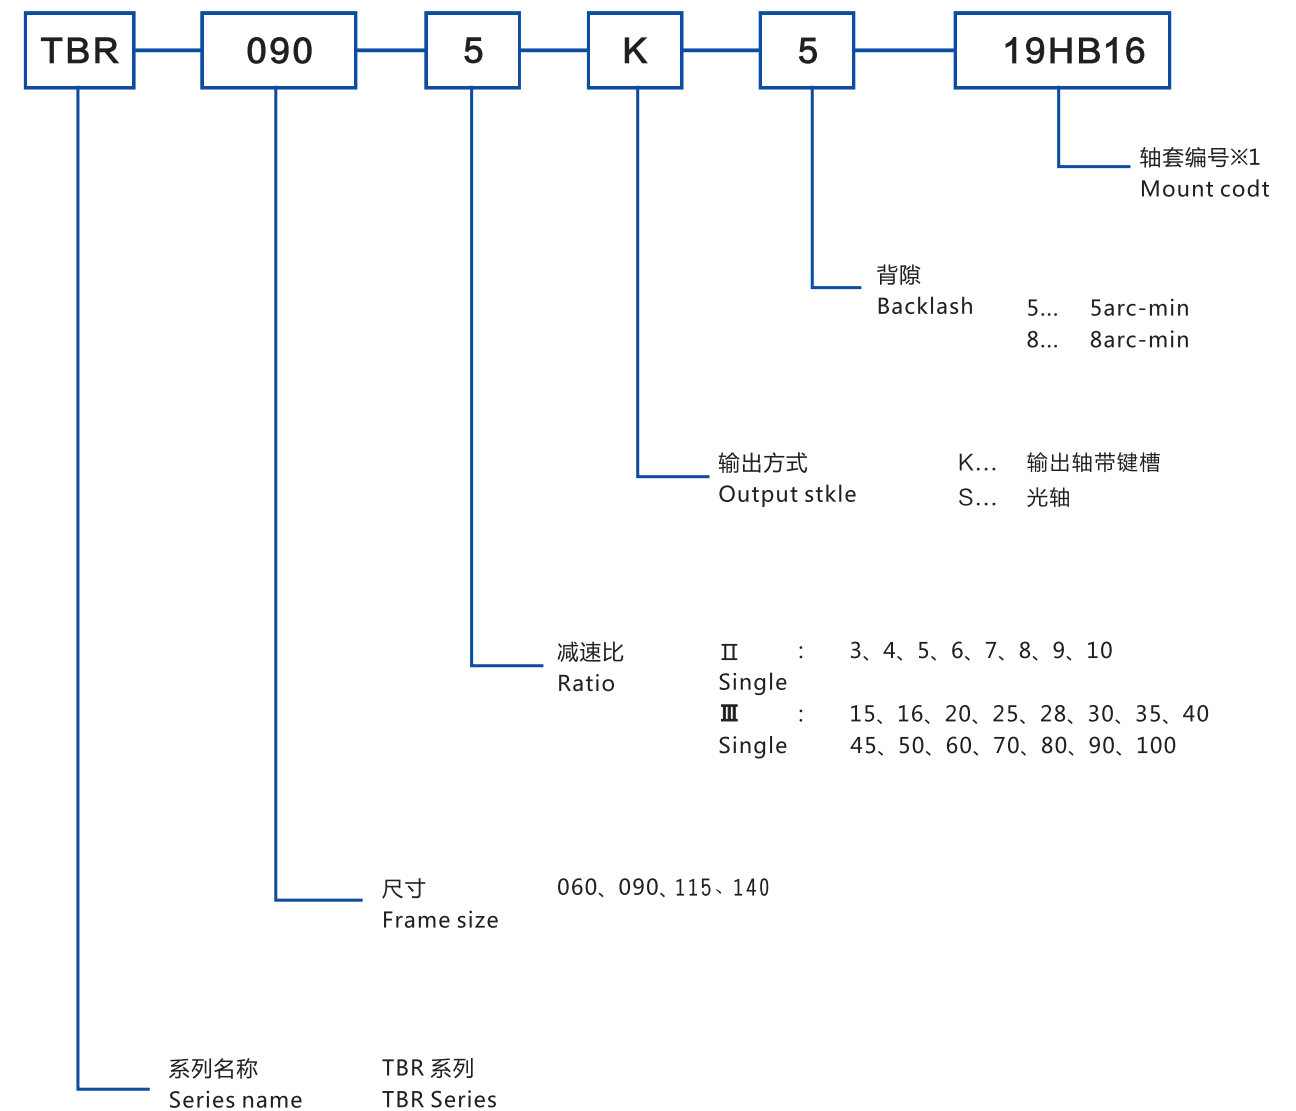 TBR 090 5 K 5 19HB16
轴套编号※1
Mount codt
背隙
Backlash 5... 5arc-min
8... 8arc-min
输出方式 K... 输出轴带键槽
Output stkle S... 光轴
减速比 Ⅱ : 3、4、5、6、7、8、9、10
Ratio Single
Ⅲ : 15、16、20、25、28、30、35、40
Single 45、50、60、70、80、90、100
尺寸 060、090、115、140
Frame size
系列名称 TBR 系列
Series name TBR Series